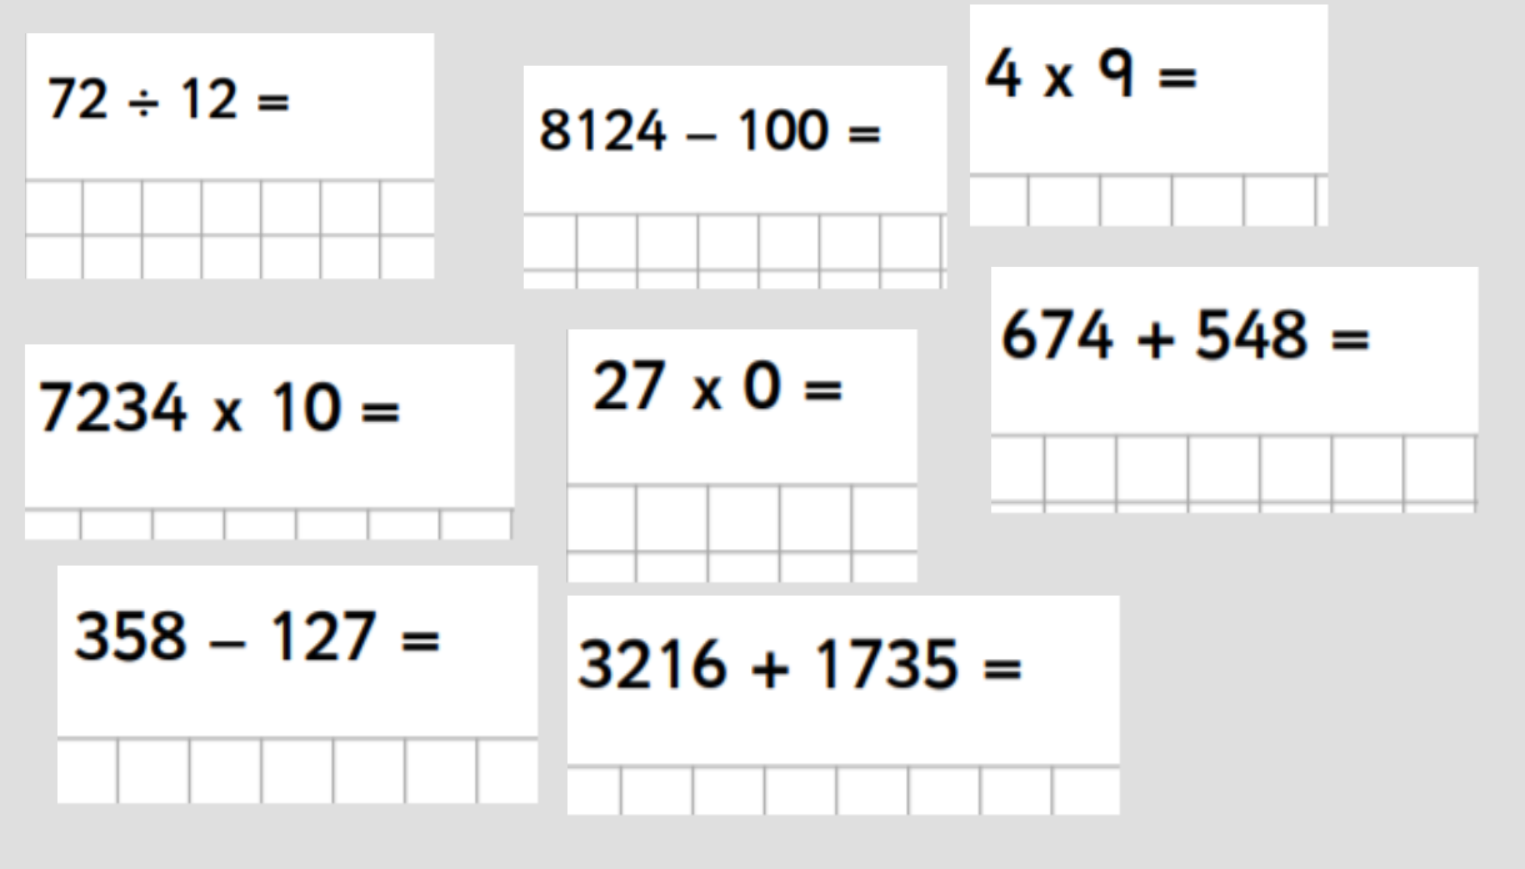 72 ÷ 12 =
8124 – 100 =
4 x 9 =
7234 x 10 =
27 x 0 =
674 + 548 =
358 – 127 =
3216 + 1735 =